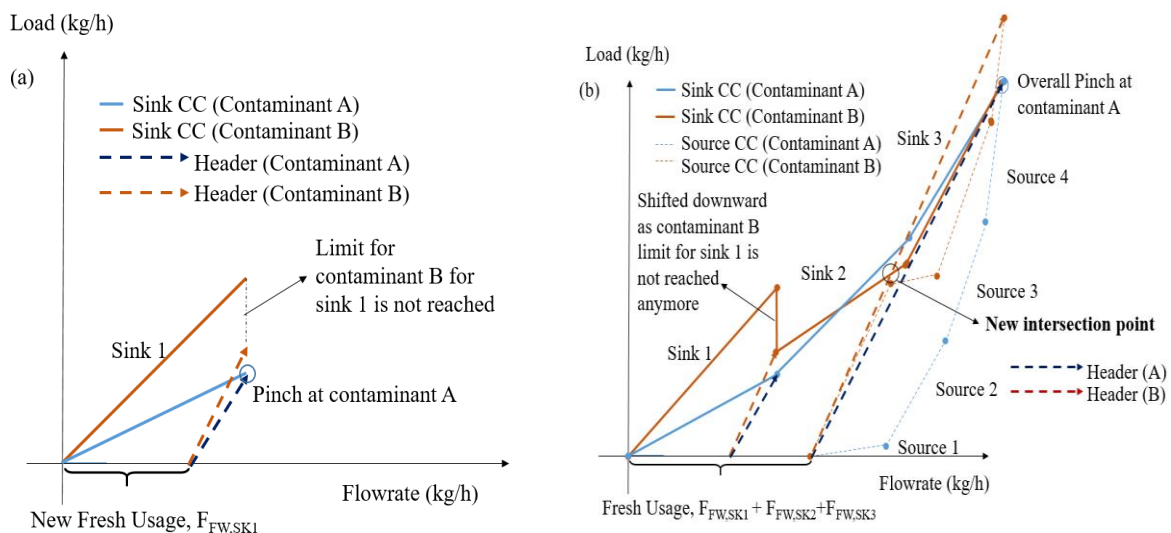 Load (kg/h)
(a)
Sink CC (Contaminant A)
Sink CC (Contaminant B)
Header (Contaminant A)
Header (Contaminant B)
Limit for
contaminant B for
sink 1 is not reached
Sink 1
Pinch at contaminant A
Flowrate (kg/h)
New Fresh Usage, F_FW,SK1
Load (kg/h)
(b)
Sink CC (Contaminant A)
Sink CC (Contaminant B)
Source CC (Contaminant A)
Source CC (Contaminant B)
Overall Pinch at
contaminant A
Sink 3
Source 4
Shifted downward
as contaminant B
limit for sink 1 is
not reached
anymore
Sink 2
Source 3
New intersection point
Sink 1
Header (A)
Header (B)
Source 2
Source 1
Flowrate (kg/h)
Fresh Usage, F_FW,SK1 + F_FW,SK2+F_FW,SK3